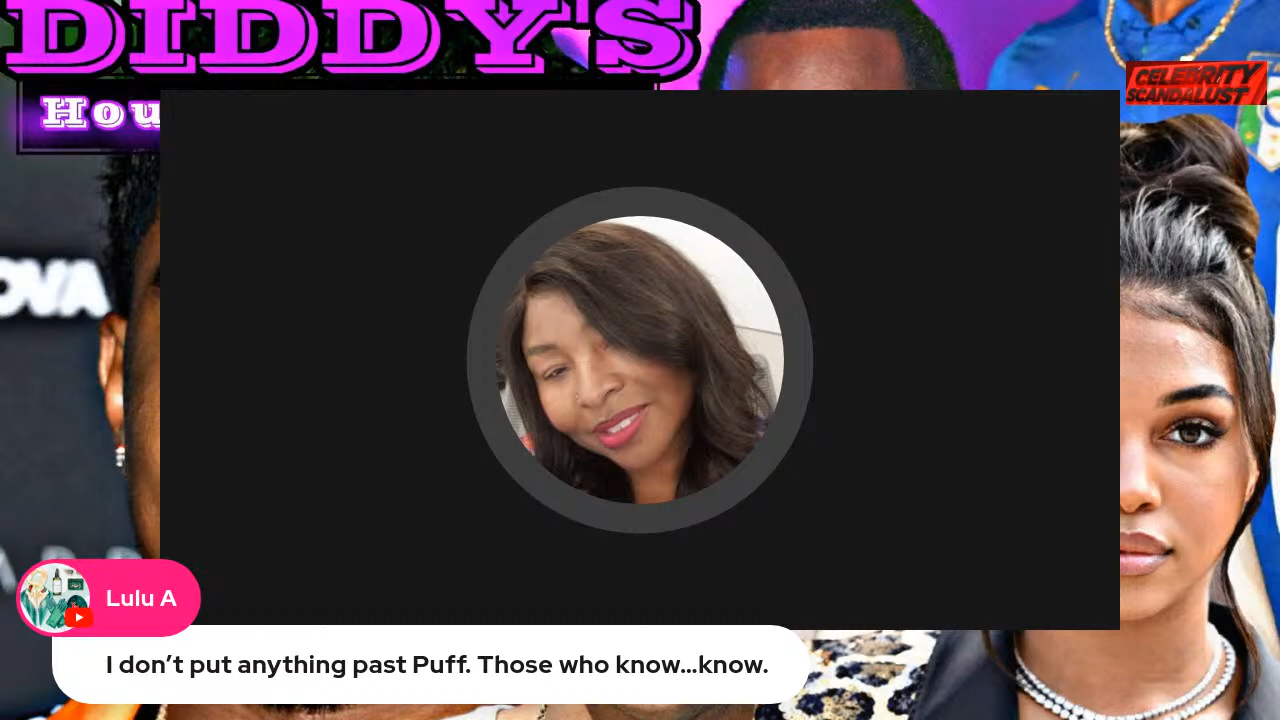 DIDDY'S
Hou
CELEBRITY
SCANDALUST
OVA
Lulu A
I don't put anything past Puff. Those who know...know.